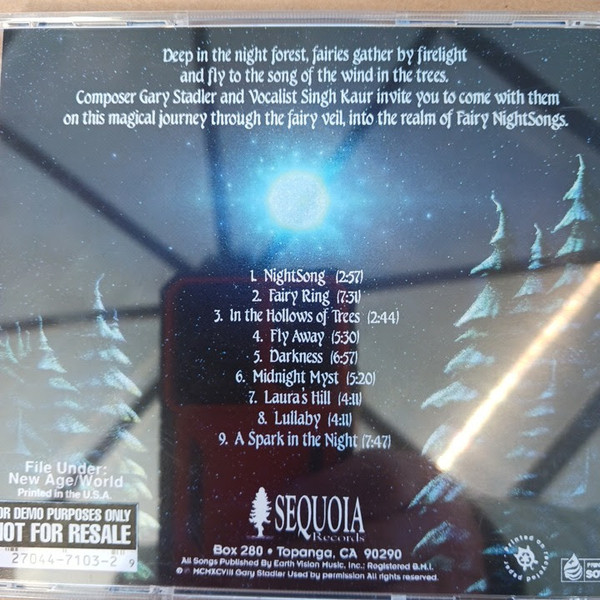 Deep in the night forest, fairies gather by firelight
and fly to the song of the wind in the trees.
Composer Gary Stadler and Vocalist Singh Kaur invite you to come with them
on this magical journey through the fairy veil, into the realm of Fairy NightSongs.
1. NightSong (2:57)
2. Fairy Ring (7:31)
3. In the Hollows of Trees (2:44)
4. Fly Away (5:30)
5. Darkness (6:57)
6. Midnight Myst (5:20)
7. Laura's Hill (4:11)
8. Lullaby (4:11)
9. A Spark in the Night (7:47)
File Under:
New Age/World
Printed in the U.S.A.
OR DEMO PURPOSES ONLY
NOT FOR RESALE
27044-7103-2 9
SEQUOIA
Records
Box 280 • Topanga, CA 90290
All Songs Published By Earth Vision Music, Inc.: Registered B.M.I.
© ℗ MCMXCVIII Gary Stadler Used by permission All rights reserved.